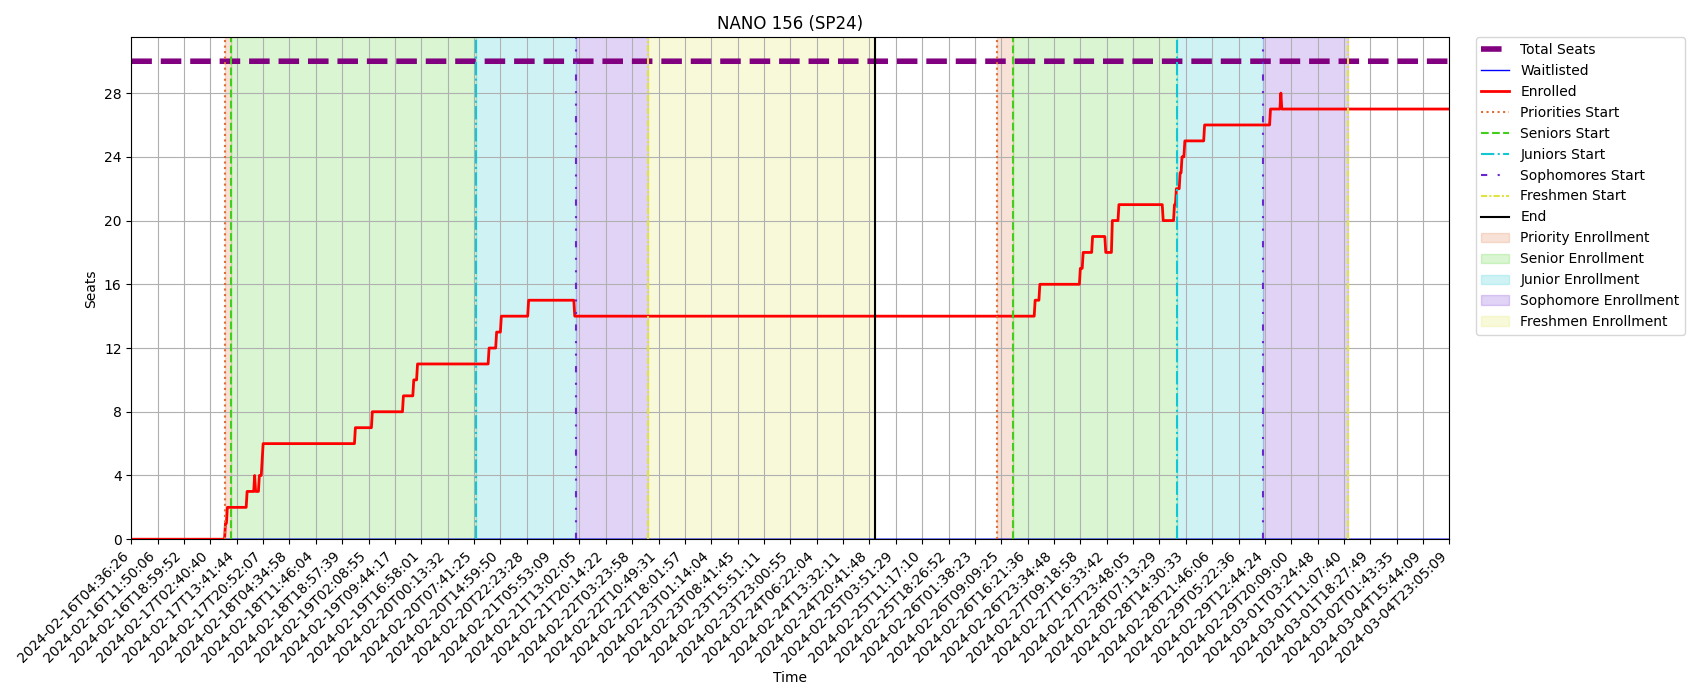 NANO 156 (SP24)
Total Seats
Waitlisted
Enrolled
Priorities Start
Seniors Start
Juniors Start
Sophomores Start
Freshmen Start
End
Priority Enrollment
Senior Enrollment
Junior Enrollment
Sophomore Enrollment
Freshmen Enrollment
Seats
28
24
20
16
12
8
4
0
2024-02-16T04:36:26
2024-02-16T11:50:06
2024-02-16T18:59:52
2024-02-17T02:40:40
2024-02-17T13:41:44
2024-02-17T20:52:07
2024-02-18T04:34:58
2024-02-18T11:46:04
2024-02-18T18:57:39
2024-02-19T02:08:55
2024-02-19T09:44:17
2024-02-19T16:58:01
2024-02-20T00:13:32
2024-02-20T07:41:25
2024-02-20T14:59:50
2024-02-20T22:23:28
2024-02-21T05:53:09
2024-02-21T13:02:05
2024-02-21T20:14:22
2024-02-22T03:23:58
2024-02-22T10:49:31
2024-02-22T18:01:57
2024-02-23T01:14:04
2024-02-23T08:41:45
2024-02-23T15:51:11
2024-02-23T23:00:55
2024-02-24T06:22:04
2024-02-24T13:32:11
2024-02-24T20:41:48
2024-02-25T03:51:29
2024-02-25T11:17:10
2024-02-25T18:26:52
2024-02-26T01:38:23
2024-02-26T09:09:25
2024-02-26T16:21:36
2024-02-26T23:34:48
2024-02-27T09:18:58
2024-02-27T16:33:42
2024-02-27T23:48:05
2024-02-28T07:13:29
2024-02-28T14:30:33
2024-02-28T21:46:06
2024-02-29T05:22:36
2024-02-29T12:44:24
2024-02-29T20:09:00
2024-03-01T03:24:48
2024-03-01T11:07:40
2024-03-01T18:27:49
2024-03-02T01:43:35
2024-03-04T15:44:09
2024-03-04T23:05:09
Time